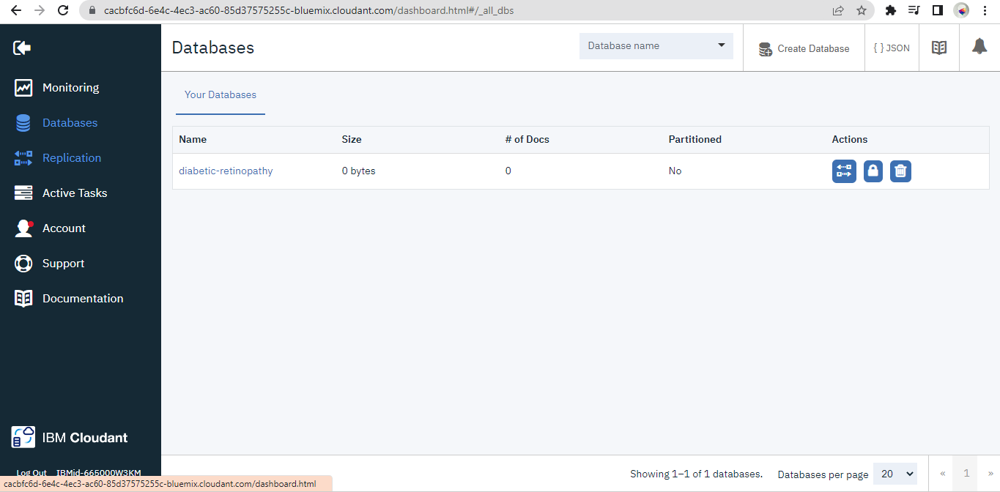 cacbfc6d-6e4c-4ec3-ac60-85d37575255c-bluemix.cloudant.com/dashboard.html#/_all_dbs
Databases
Database name
Create Database
{ } JSON
Monitoring
Databases
Replication
Active Tasks
Account
Support
Documentation
Your Databases
Name Size # of Docs Partitioned Actions
diabetic-retinopathy 0 bytes 0 No
IBM Cloudant
Log Out IBMid-665000W3KM
cacbfc6d-6e4c-4ec3-ac60-85d37575255c-bluemix.cloudant.com/dashboard.html
Showing 1–1 of 1 databases. Databases per page 20 « 1 »